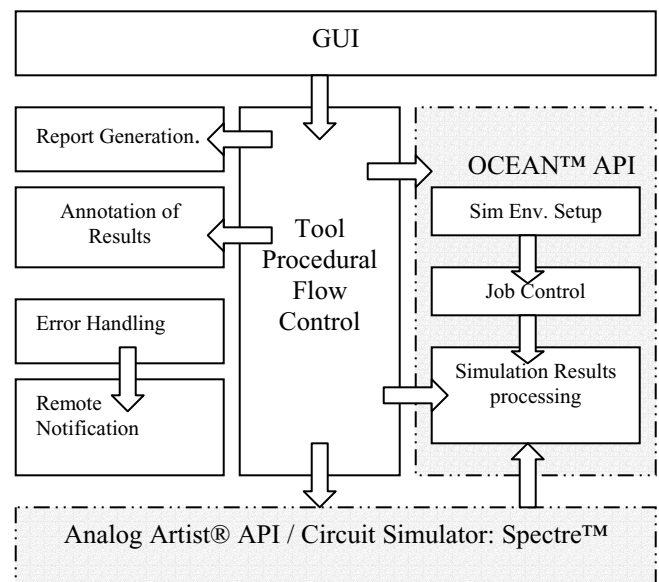 GUI
Report Generation.
Annotation of
Results
Error Handling
Remote
Notification
Tool
Procedural
Flow
Control
OCEAN™ API
Sim Env. Setup
Job Control
Simulation Results
processing
Analog Artist® API / Circuit Simulator: Spectre™